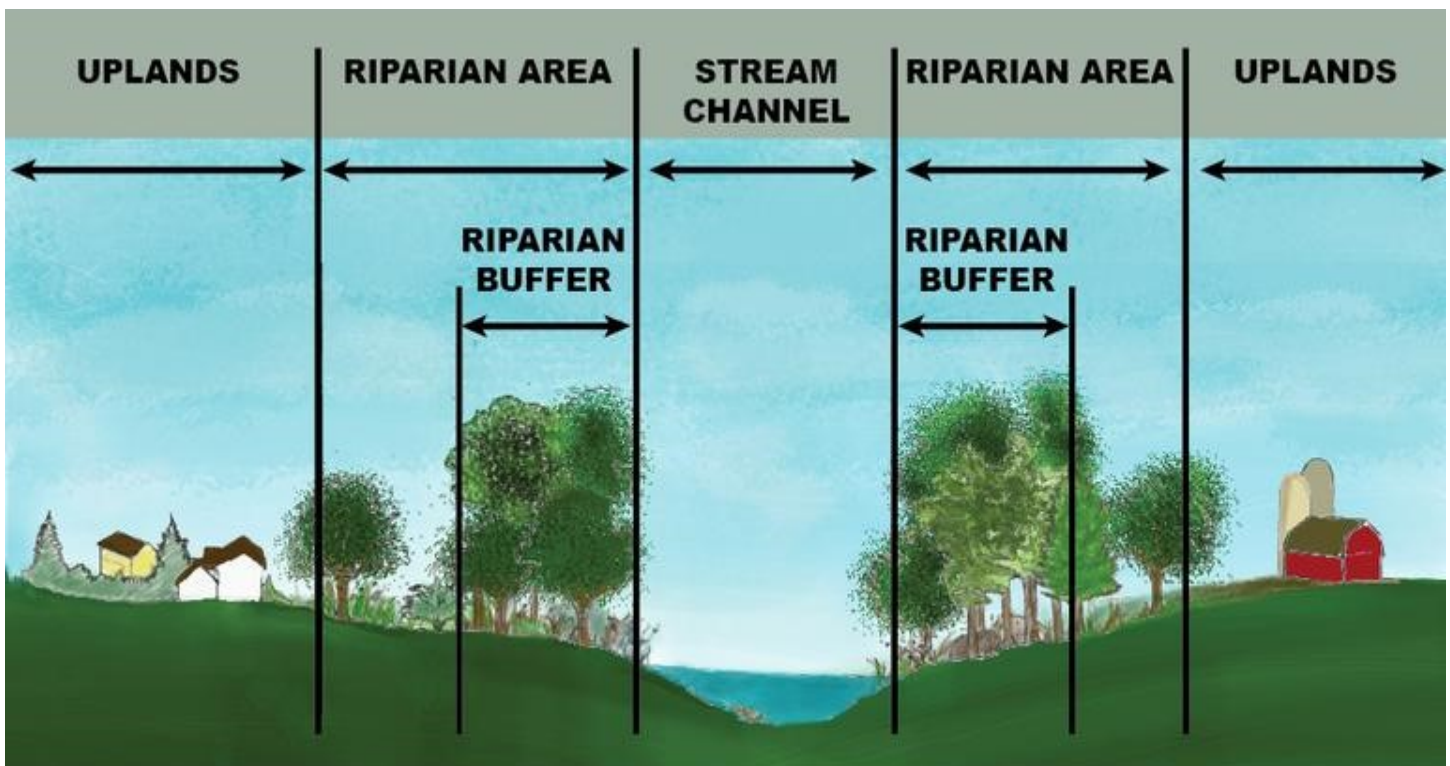 UPLANDS
RIPARIAN AREA
STREAM
CHANNEL
RIPARIAN AREA
UPLANDS
RIPARIAN
BUFFER
RIPARIAN
BUFFER